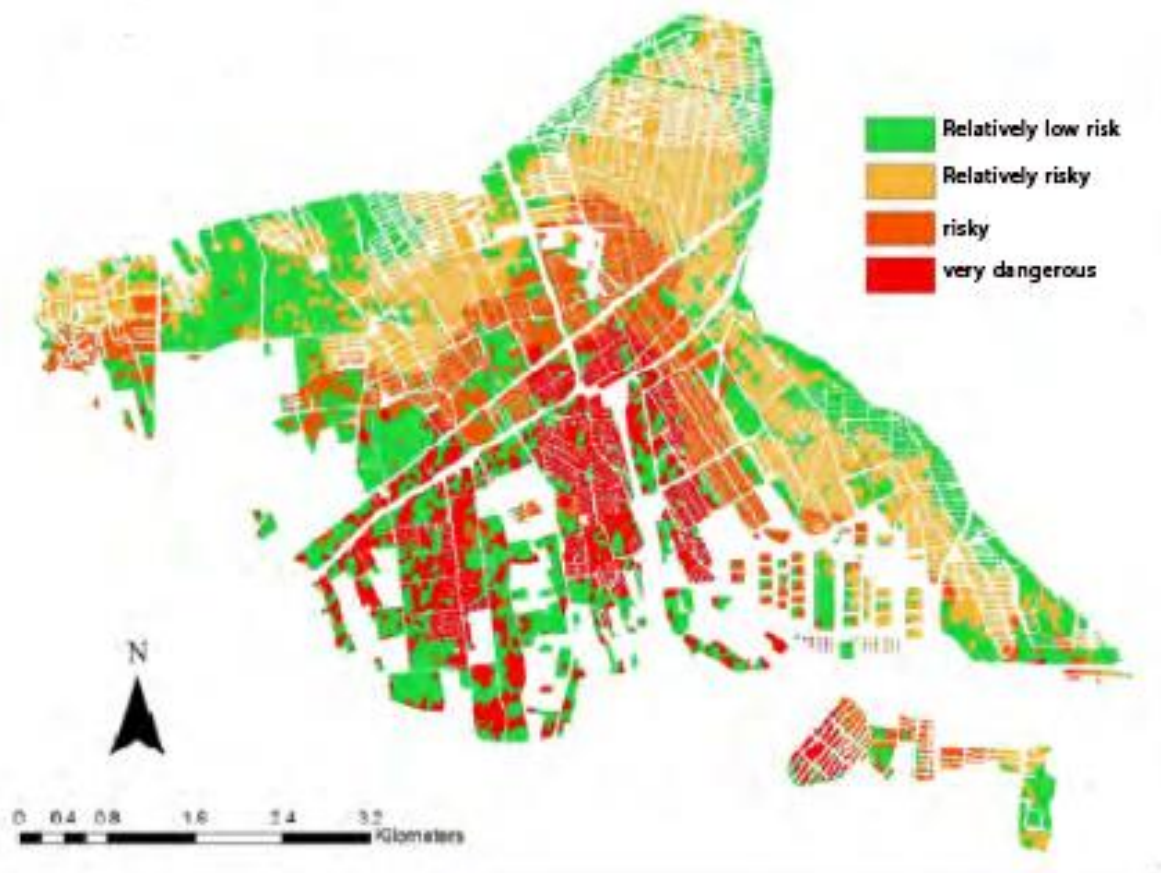 Relatively low risk
Relatively risky
risky
very dangerous
N
0 0.4 0.8 1.6 2.4 3.2
Kilometers